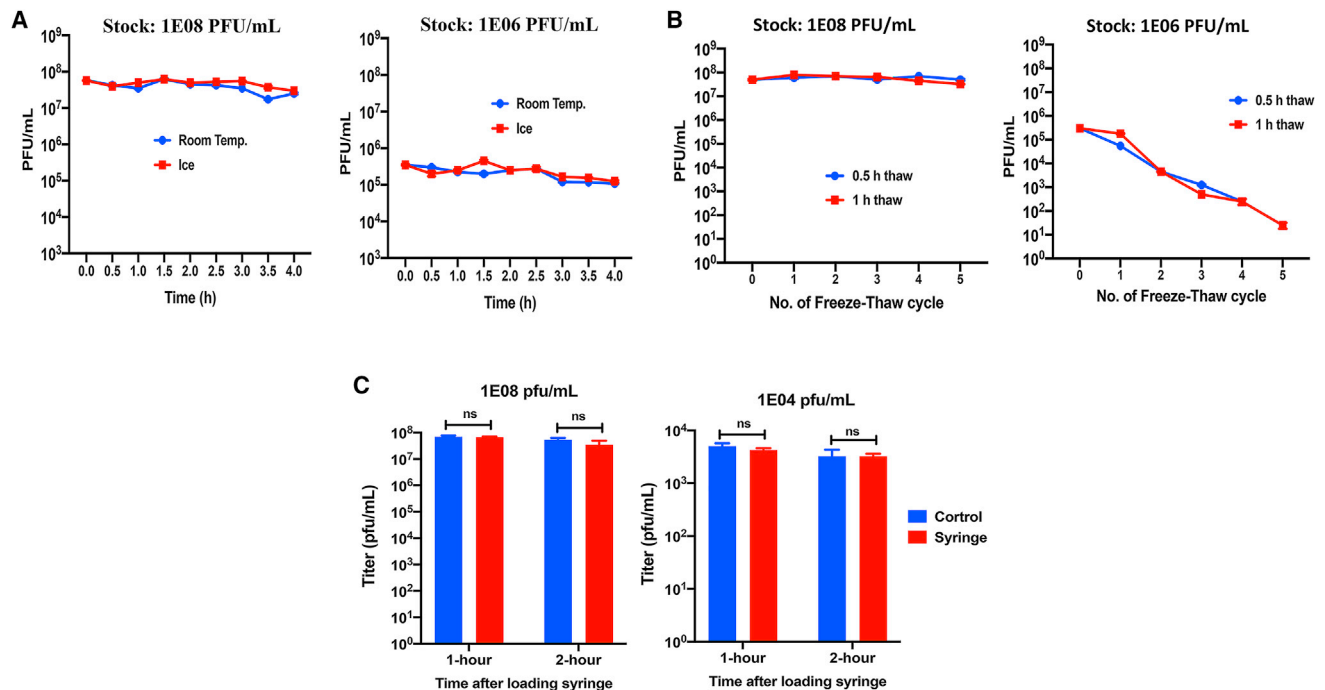 A
Stock: 1E08 PFU/mL
10⁹
10⁸
10⁷
10⁶
10⁵
10⁴
10³
PFU/mL
Room Temp.
Ice
0.0 0.5 1.0 1.5 2.0 2.5 3.0 3.5 4.0
Time (h)
Stock: 1E06 PFU/mL
10⁹
10⁸
10⁷
10⁶
10⁵
10⁴
10³
PFU/mL
Room Temp.
Ice
0.0 0.5 1.0 1.5 2.0 2.5 3.0 3.5 4.0
Time (h)
B
Stock: 1E08 PFU/mL
10⁹
10⁸
10⁷
10⁶
10⁵
10⁴
10³
10²
10¹
10⁰
PFU/mL
0.5 h thaw
1 h thaw
0 1 2 3 4 5
No. of Freeze-Thaw cycle
Stock: 1E06 PFU/mL
10⁹
10⁸
10⁷
10⁶
10⁵
10⁴
10³
10²
10¹
10⁰
PFU/mL
0.5 h thaw
1 h thaw
0 1 2 3 4 5
No. of Freeze-Thaw cycle
C
1E08 pfu/mL
10⁸
10⁷
10⁶
10⁵
10⁴
10³
10²
10¹
10⁰
Titer (pfu/mL)
ns ns
1-hour 2-hour
Time after loading syringe
1E04 pfu/mL
10⁴
10³
10²
10¹
10⁰
Titer (pfu/mL)
ns ns
1-hour 2-hour
Time after loading syringe
Cortrol
Syringe